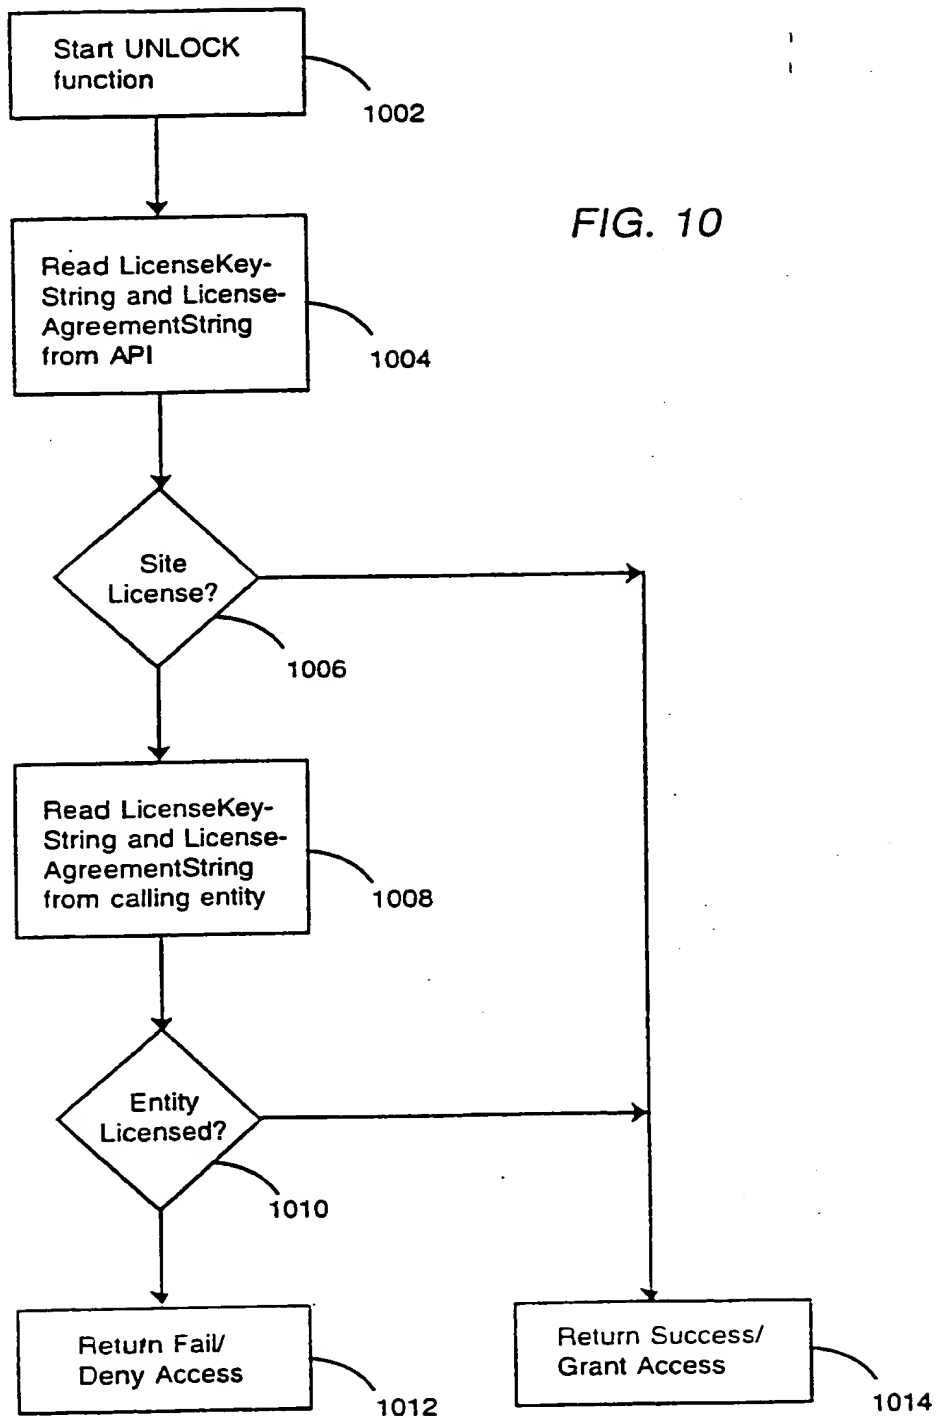 Start UNLOCK
function
1002
FIG. 10
Read LicenseKey-
String and License-
AgreementString
from API
1004
Site
License?
1006
Read LicenseKey-
String and License-
AgreementString
from calling entity
1008
Entity
Licensed?
1010
Return Fail/
Deny Access
1012
Return Success/
Grant Access
1014